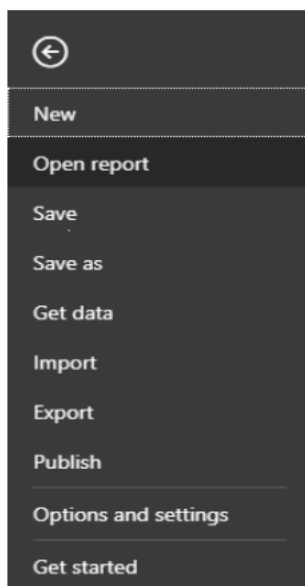 New
Open report
Save
Save as
Get data
Import
Export
Publish
Options and settings
Get started